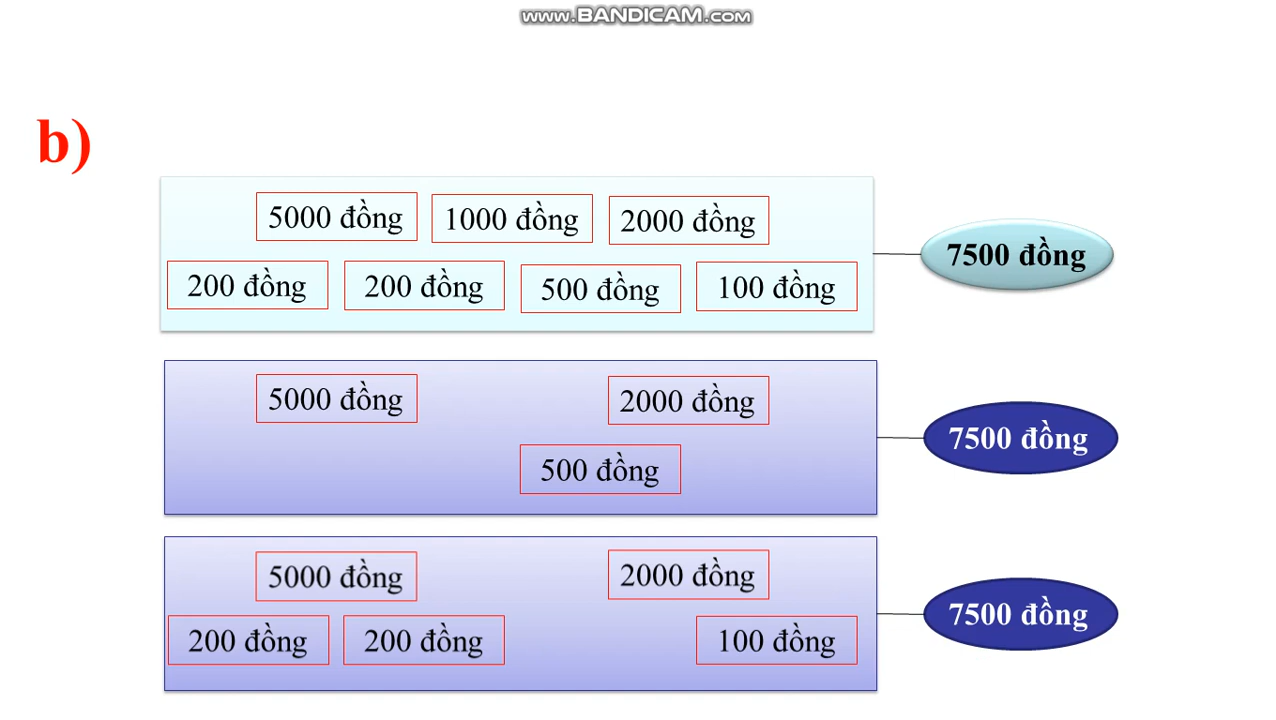 www.BANDICAM.com
b)
5000 đồng 1000 đồng 2000 đồng
7500 đồng
200 đồng 200 đồng 500 đồng 100 đồng
5000 đồng 2000 đồng
7500 đồng
500 đồng
5000 đồng 2000 đồng
7500 đồng
200 đồng 200 đồng 100 đồng